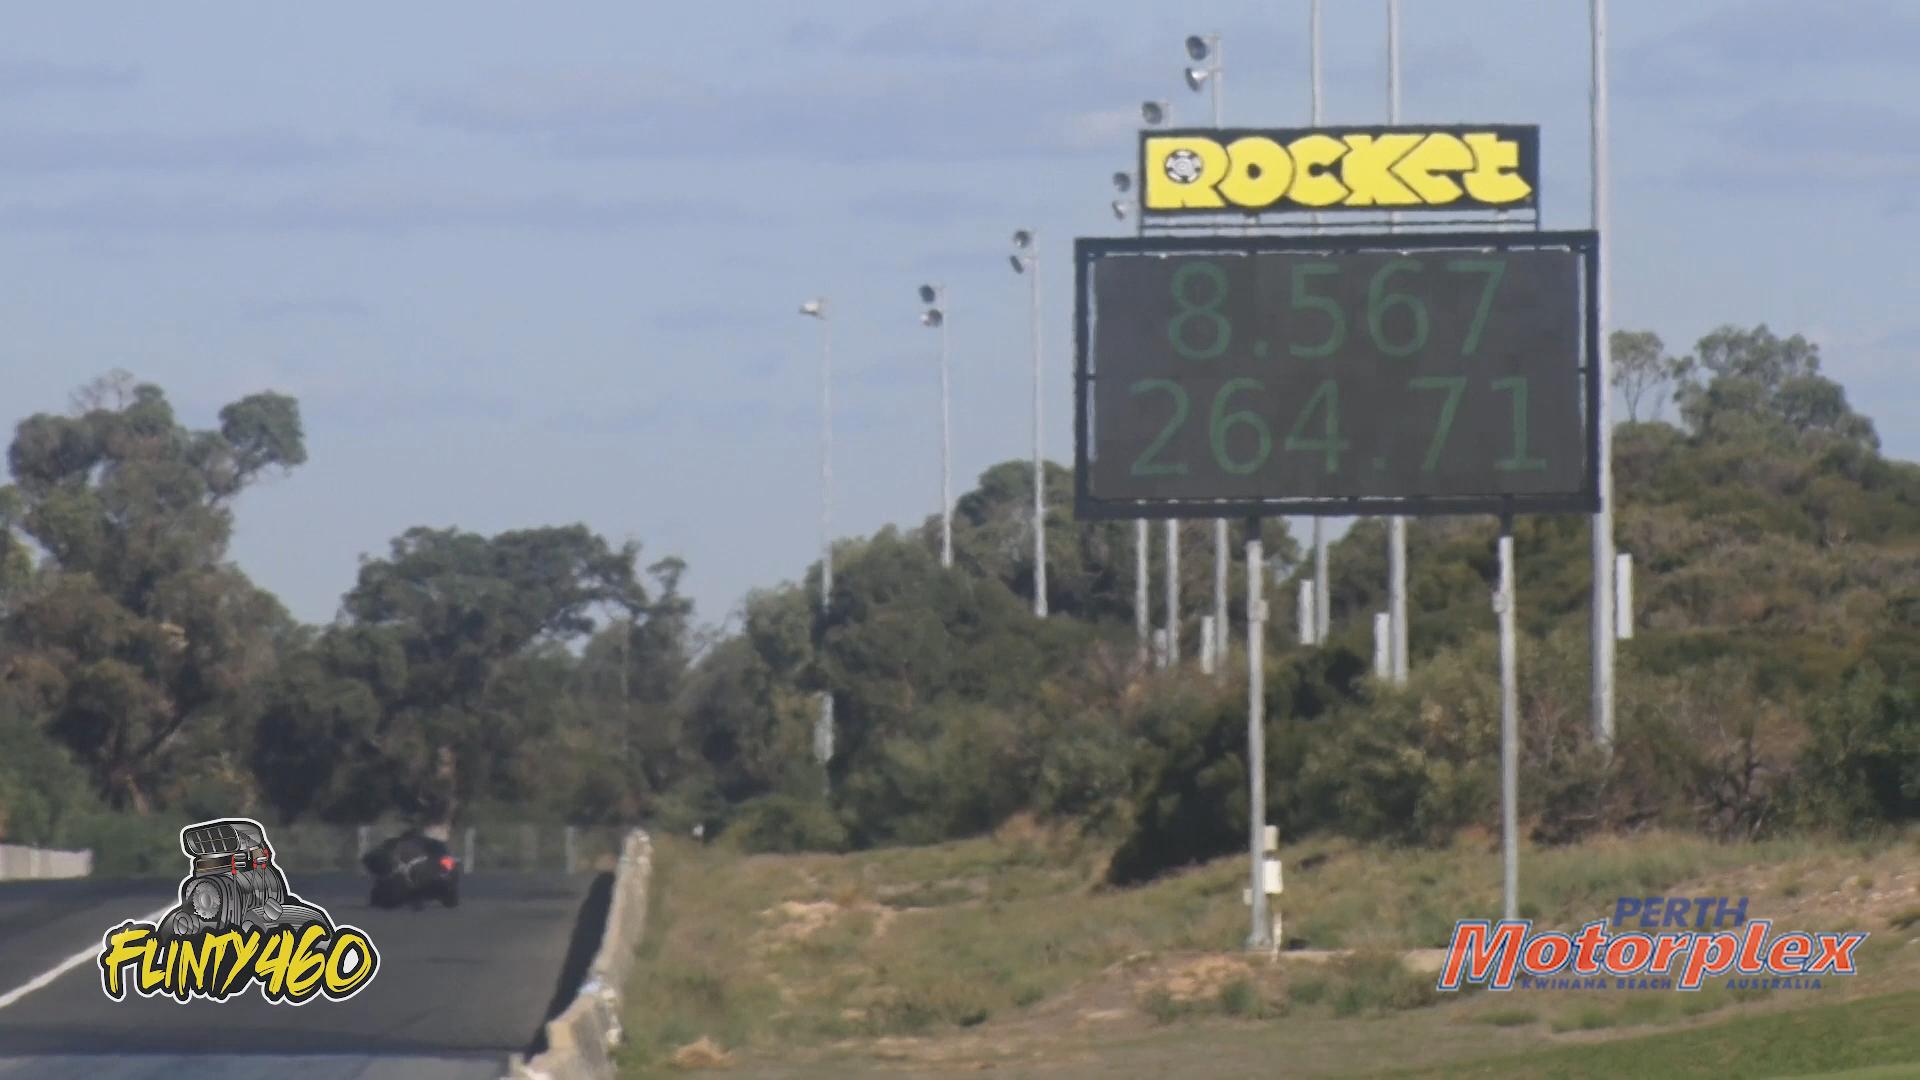 ROCKET
8.567
264.71
FLINTY460
PERTH
Motorplex
KWINANA BEACH AUSTRALIA